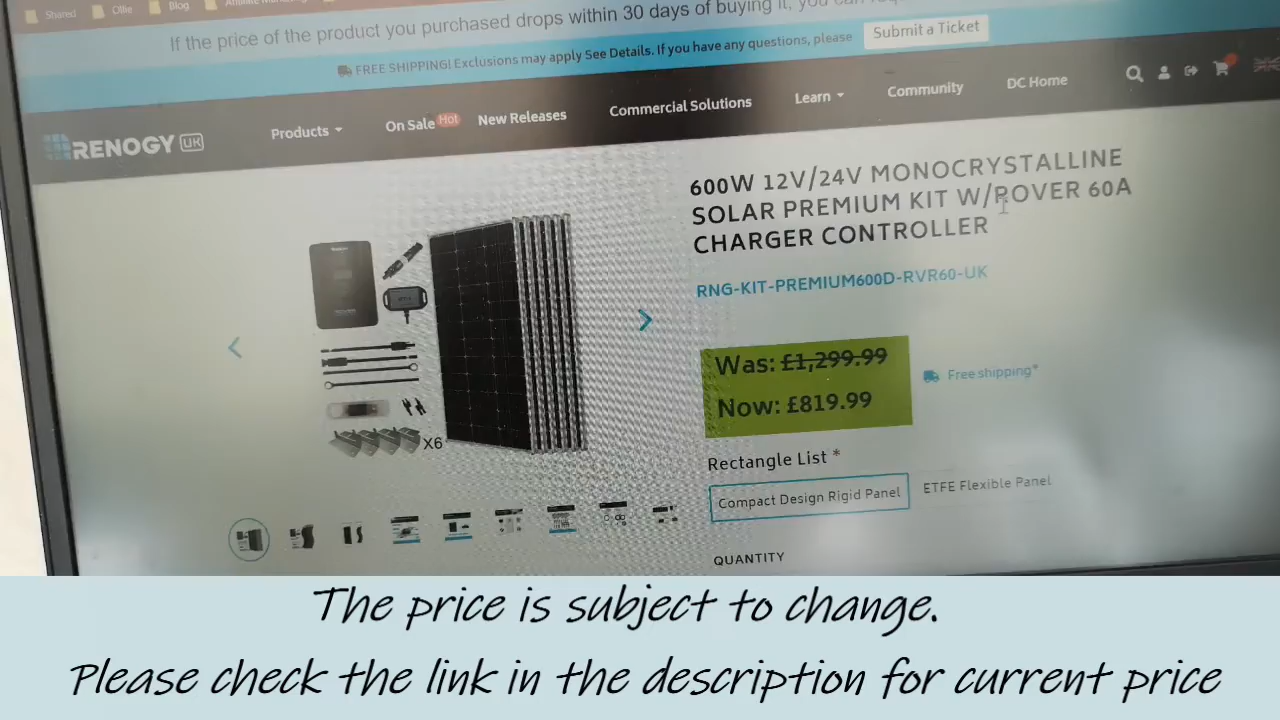 Shared Ollie Blog Affiliate
If the price of the product you purchased drops within 30 days of buying it, you can
FREE SHIPPING! Exclusions may apply See Details. If you have any questions, please Submit a Ticket
RENOGY UK Products On Sale Hot New Releases Commercial Solutions Learn Community DC Home
600W 12V/24V MONOCRYSTALLINE
SOLAR PREMIUM KIT W/ROVER 60A
CHARGER CONTROLLER
RNG-KIT-PREMIUM600D-RVR60-UK
Was: £1,299.99
Now: £819.99
Free shipping*
X6
Rectangle List *
Compact Design Rigid Panel ETFE Flexible Panel
QUANTITY
The price is subject to change.
Please check the link in the description for current price